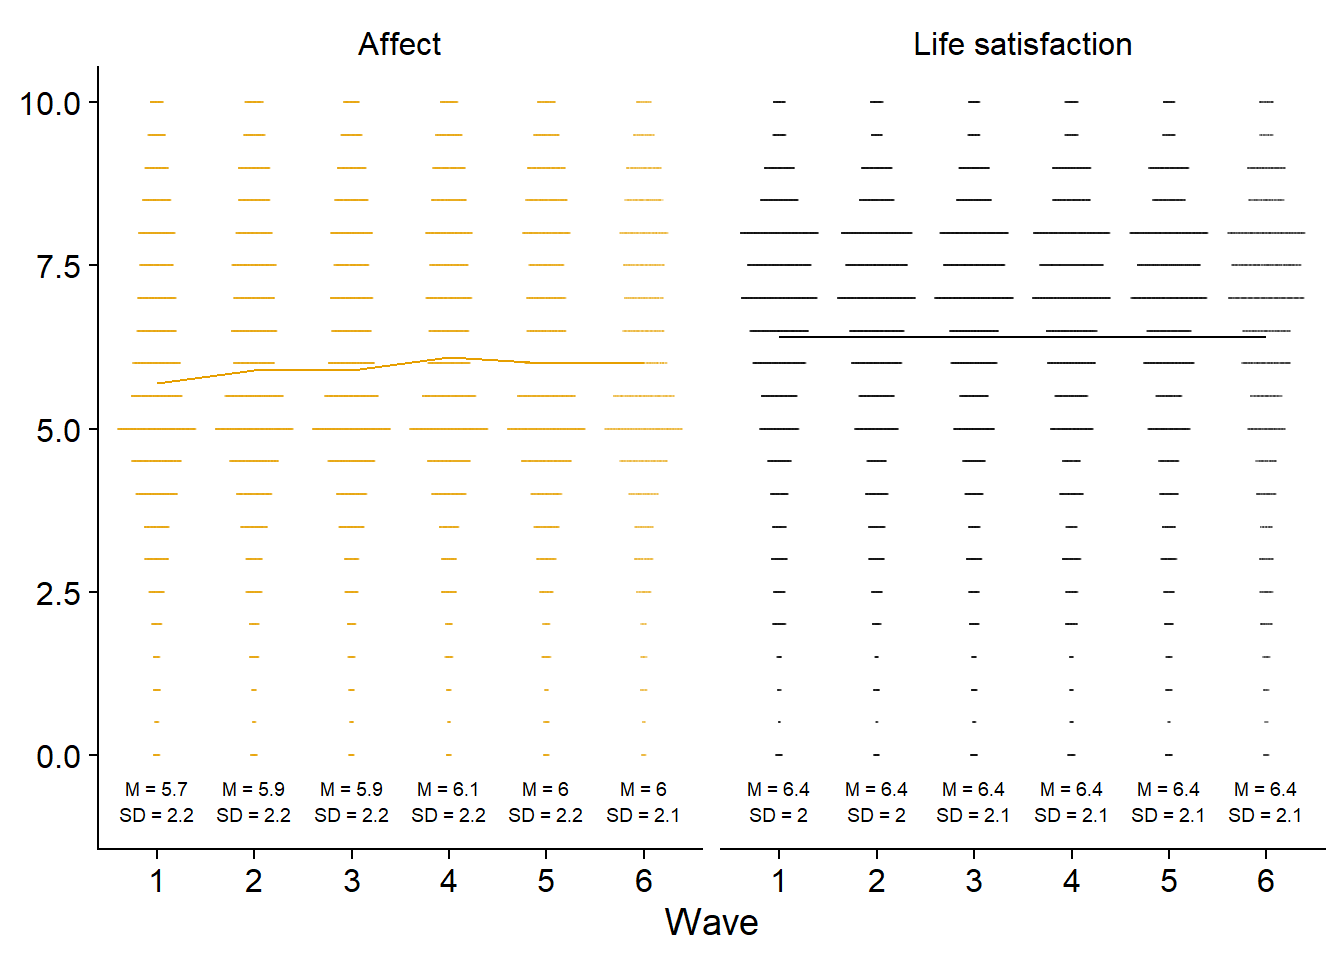 Affect
Life satisfaction
10.0
7.5
5.0
2.5
0.0
M = 5.7 M = 5.9 M = 5.9 M = 6.1 M = 6 M = 6
SD = 2.2 SD = 2.2 SD = 2.2 SD = 2.2 SD = 2.2 SD = 2.1
M = 6.4 M = 6.4 M = 6.4 M = 6.4 M = 6.4 M = 6.4
SD = 2 SD = 2 SD = 2.1 SD = 2.1 SD = 2.1 SD = 2.1
1 2 3 4 5 6
1 2 3 4 5 6
Wave